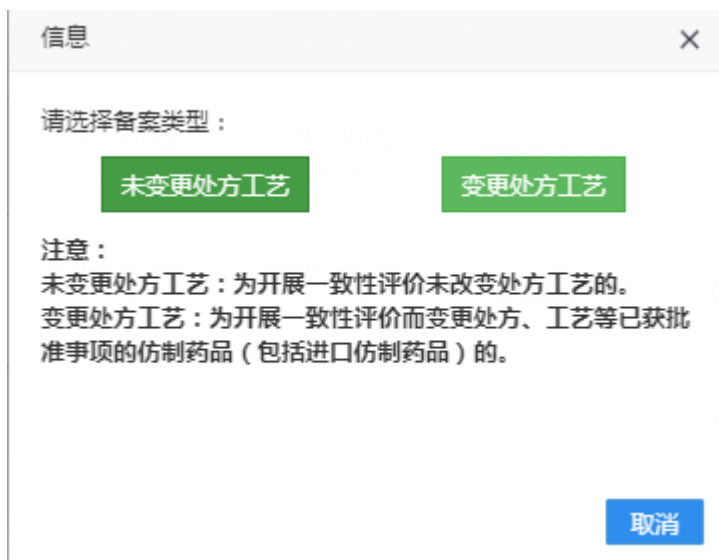 信息
请选择备案类型：
未变更处方工艺 变更处方工艺
注意：
未变更处方工艺：为开展一致性评价未改变处方工艺的。
变更处方工艺：为开展一致性评价而变更处方、工艺等已获批
准事项的仿制药品（包括进口仿制药品）的。
取消